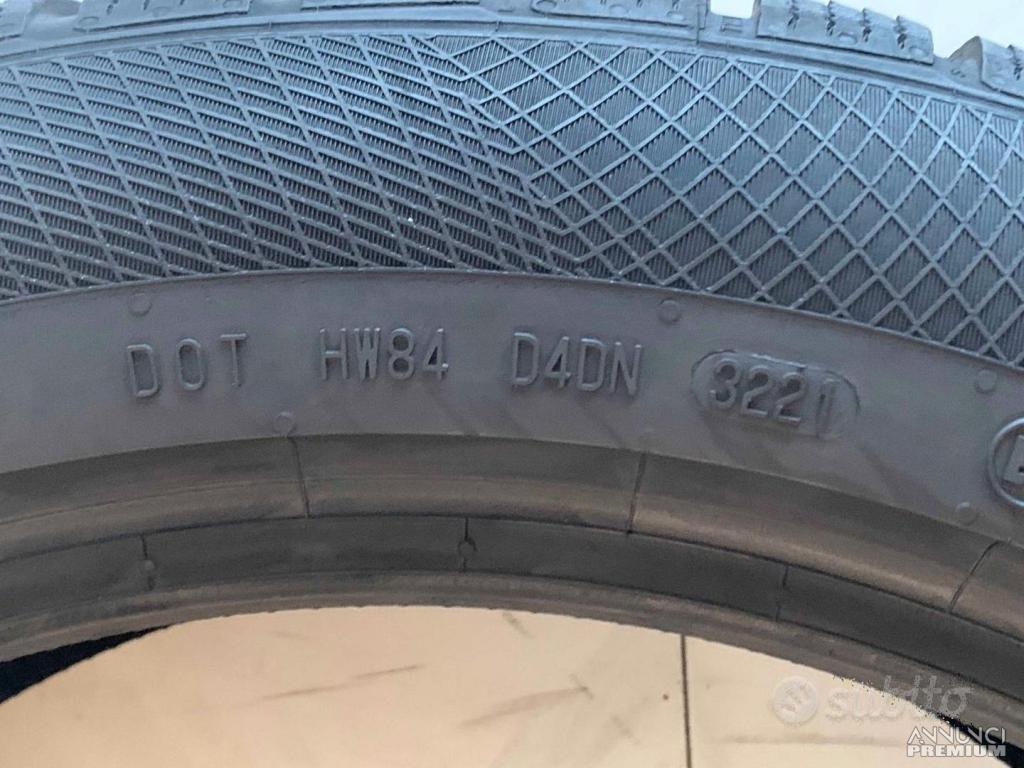 DOT HW84 D4DN 3221
subito
ANNUNCI
PREMIUM